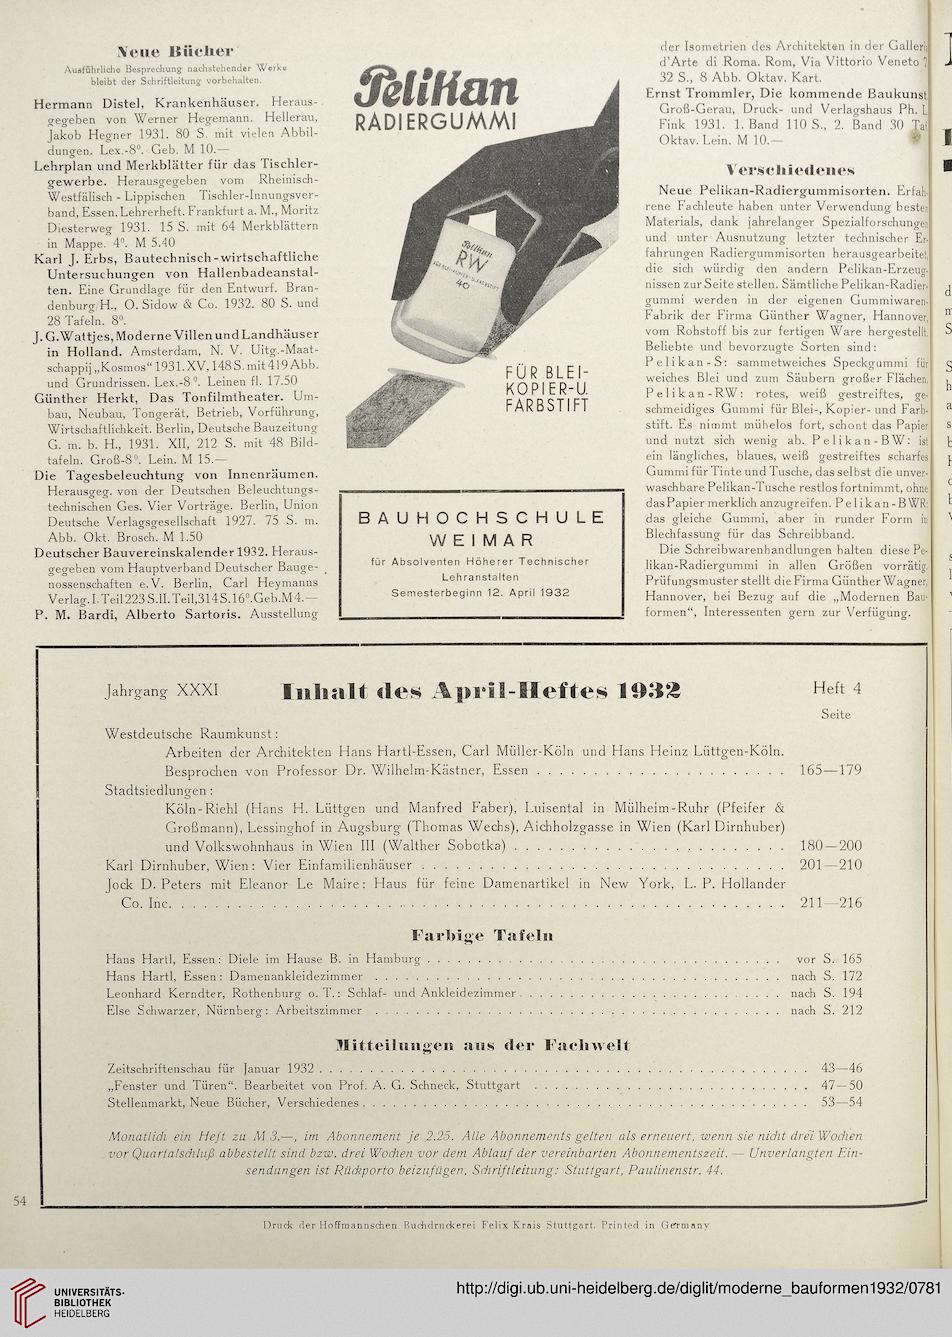 Neue Bücher
Ausführliche Besprechung nachstehender Werke
bleibt der Schriftleitung vorbehalten.
Hermann Distel, Krankenhäuser. Heraus-
gegeben von Werner Hegemann. Hellerau,
Jakob Hegner 1931. 80 S. mit vielen Abbil-
dungen. Lex.-8⁰. Geb. M 10.—
Lehrplan und Merkblätter für das Tischler-
gewerbe. Herausgegeben vom Rheinisch-
Westfälisch-Lippischen Tischler-Innungsver-
band, Essen. Lehrerheft. Frankfurt a. M., Moritz
Diesterweg 1931. 15 S. mit 64 Merkblättern
in Mappe. 4⁰. M 5.40
Karl J. Erbs, Bautechnisch-wirtschaftliche
Untersuchungen von Hallenbadeanstal-
ten. Eine Grundlage für den Entwurf. Bran-
denburg/H., O. Sidow & Co. 1932. 80 S. und
28 Tafeln. 8⁰.
J. G. Wattjes, Moderne Villen und Landhäuser
in Holland. Amsterdam, N. V. Uitg.-Maat-
schappij „Kosmos“ 1931. XV, 148 S. mit 419 Abb.
und Grundrissen. Lex.-8⁰. Leinen fl. 17.50
Günther Herkt, Das Tonfilmtheater. Um-
bau, Neubau, Tongerät, Betrieb, Vorführung,
Wirtschaftlichkeit. Berlin, Deutsche Bauzeitung
G. m. b. H., 1931. XII, 212 S. mit 48 Bild-
tafeln. Groß-8⁰. Lein. M 15.—
Die Tagesbeleuchtung von Innenräumen.
Herausgeg. von der Deutschen Beleuchtungs-
technischen Ges. Vier Vorträge. Berlin, Union
Deutsche Verlagsgesellschaft 1927. 75 S. m.
Abb. Okt. Brosch. M 1.50
Deutscher Bauvereinskalender 1932. Heraus-
gegeben vom Hauptverband Deutscher Bauge-
nossenschaften e. V. Berlin, Carl Heymanns
Verlag. I. Teil 223 S. II. Teil, 314 S. 16⁰. Geb. M 4.—
P. M. Bardi, Alberto Sartoris. Ausstellung
Pelikan
RADIERGUMMI
Pelikan
RW
FÜR BLEI-KOPIER-U. FARBSTIFT
40
FÜR BLEI-
KOPIER-U.
FARBSTIFT
BAUHOCHSCHULE
WEIMAR
für Absolventen Höherer Technischer
Lehranstalten
Semesterbeginn 12. April 1932
der Isometrien des Architekten in der Galleri
d'Arte di Roma. Rom, Via Vittorio Veneto 7
32 S., 8 Abb. Oktav. Kart.
Ernst Trommler, Die kommende Baukunst
Groß-Gerau, Druck- und Verlagshaus Ph. L
Fink 1931. 1. Band 110 S., 2. Band 30 Taf
Oktav. Lein. M 10.—
Verschiedenes
Neue Pelikan-Radiergummisorten. Erfah-
rene Fachleute haben unter Verwendung besten
Materials, dank jahrelanger Spezialforschungen
und unter Ausnutzung letzter technischer Er-
fahrungen Radiergummisorten herausgearbeitet,
die sich würdig den andern Pelikan-Erzeug-
nissen zur Seite stellen. Sämtliche Pelikan-Radier-
gummi werden in der eigenen Gummiwaren-
Fabrik der Firma Günther Wagner, Hannover,
vom Rohstoff bis zur fertigen Ware hergestellt.
Beliebte und bevorzugte Sorten sind:
Pelikan-S: sammetweiches Speckgummi für
weiches Blei und zum Säubern großer Flächen.
Pelikan-RW: rotes, weiß gestreiftes, ge-
schmeidiges Gummi für Blei-, Kopier- und Farb-
stift. Es nimmt mühelos fort, schont das Papier
und nutzt sich wenig ab. Pelikan-BW: ist
ein längliches, blaues, weiß gestreiftes scharfes
Gummi für Tinte und Tusche, das selbst die unver-
waschbare Pelikan-Tusche restlos fortnimmt, ohne
das Papier merklich anzugreifen. Pelikan-BWR:
das gleiche Gummi, aber in runder Form in
Blechfassung für das Schreibband.
Die Schreibwarenhandlungen halten diese Pe-
likan-Radiergummi in allen Größen vorrätig.
Prüfungsmuster stellt die Firma Günther Wagner,
Hannover, bei Bezug auf die „Modernen Bau-
formen“, Interessenten gern zur Verfügung.
Jahrgang XXXI Inhalt des April-Heftes 1932 Heft 4
Seite
Westdeutsche Raumkunst:
Arbeiten der Architekten Hans Hartl-Essen, Carl Müller-Köln und Hans Heinz Lüttgen-Köln.
Besprochen von Professor Dr. Wilhelm-Kästner, Essen . . . . . 165—179
Stadtsiedlungen:
Köln-Riehl (Hans H. Lüttgen und Manfred Faber), Luisental in Mülheim-Ruhr (Pfeifer &
Großmann), Lessinghof in Augsburg (Thomas Wechs), Aichholzgasse in Wien (Karl Dirnhuber)
und Volkswohnhaus in Wien III (Walther Sobotka) . . . . . 180—200
Karl Dirnhuber, Wien: Vier Einfamilienhäuser . . . . . 201—210
Jock D. Peters mit Eleanor Le Maire: Haus für feine Damenartikel in New York, L. P. Hollander
Co. Inc. . . . . . 211—216
Farbige Tafeln
Hans Hartl, Essen: Diele im Hause B. in Hamburg . . . . . vor S. 165
Hans Hartl, Essen: Damenankleidezimmer . . . . . nach S. 172
Leonhard Kerndter, Rothenburg o. T.: Schlaf- und Ankleidezimmer . . . . . nach S. 194
Else Schwarzer, Nürnberg: Arbeitszimmer . . . . . nach S. 212
Mitteilungen aus der Fachwelt
Zeitschriftenschau für Januar 1932 . . . . . 43—46
„Fenster und Türen“. Bearbeitet von Prof. A. G. Schneck, Stuttgart . . . . . 47—50
Stellenmarkt, Neue Bücher, Verschiedenes . . . . . 53—54
Monatlich ein Heft zu M 3.—, im Abonnement je 2.25. Alle Abonnements gelten als erneuert, wenn sie nicht drei Wochen
vor Quartalschluß abbestellt sind bzw. drei Wochen vor dem Ablauf der vereinbarten Abonnementszeit. — Unverlangten Ein-
sendungen ist Rückporto beizufügen. Schriftleitung: Stuttgart, Paulinenstr. 44.
54
Druck der Hoffmannschen Buchdruckerei Felix Krais Stuttgart. Printed in Germany
UNIVERSITÄTS-
BIBLIOTHEK
HEIDELBERG
http://digi.ub.uni-heidelberg.de/diglit/moderne_bauformen1932/0781